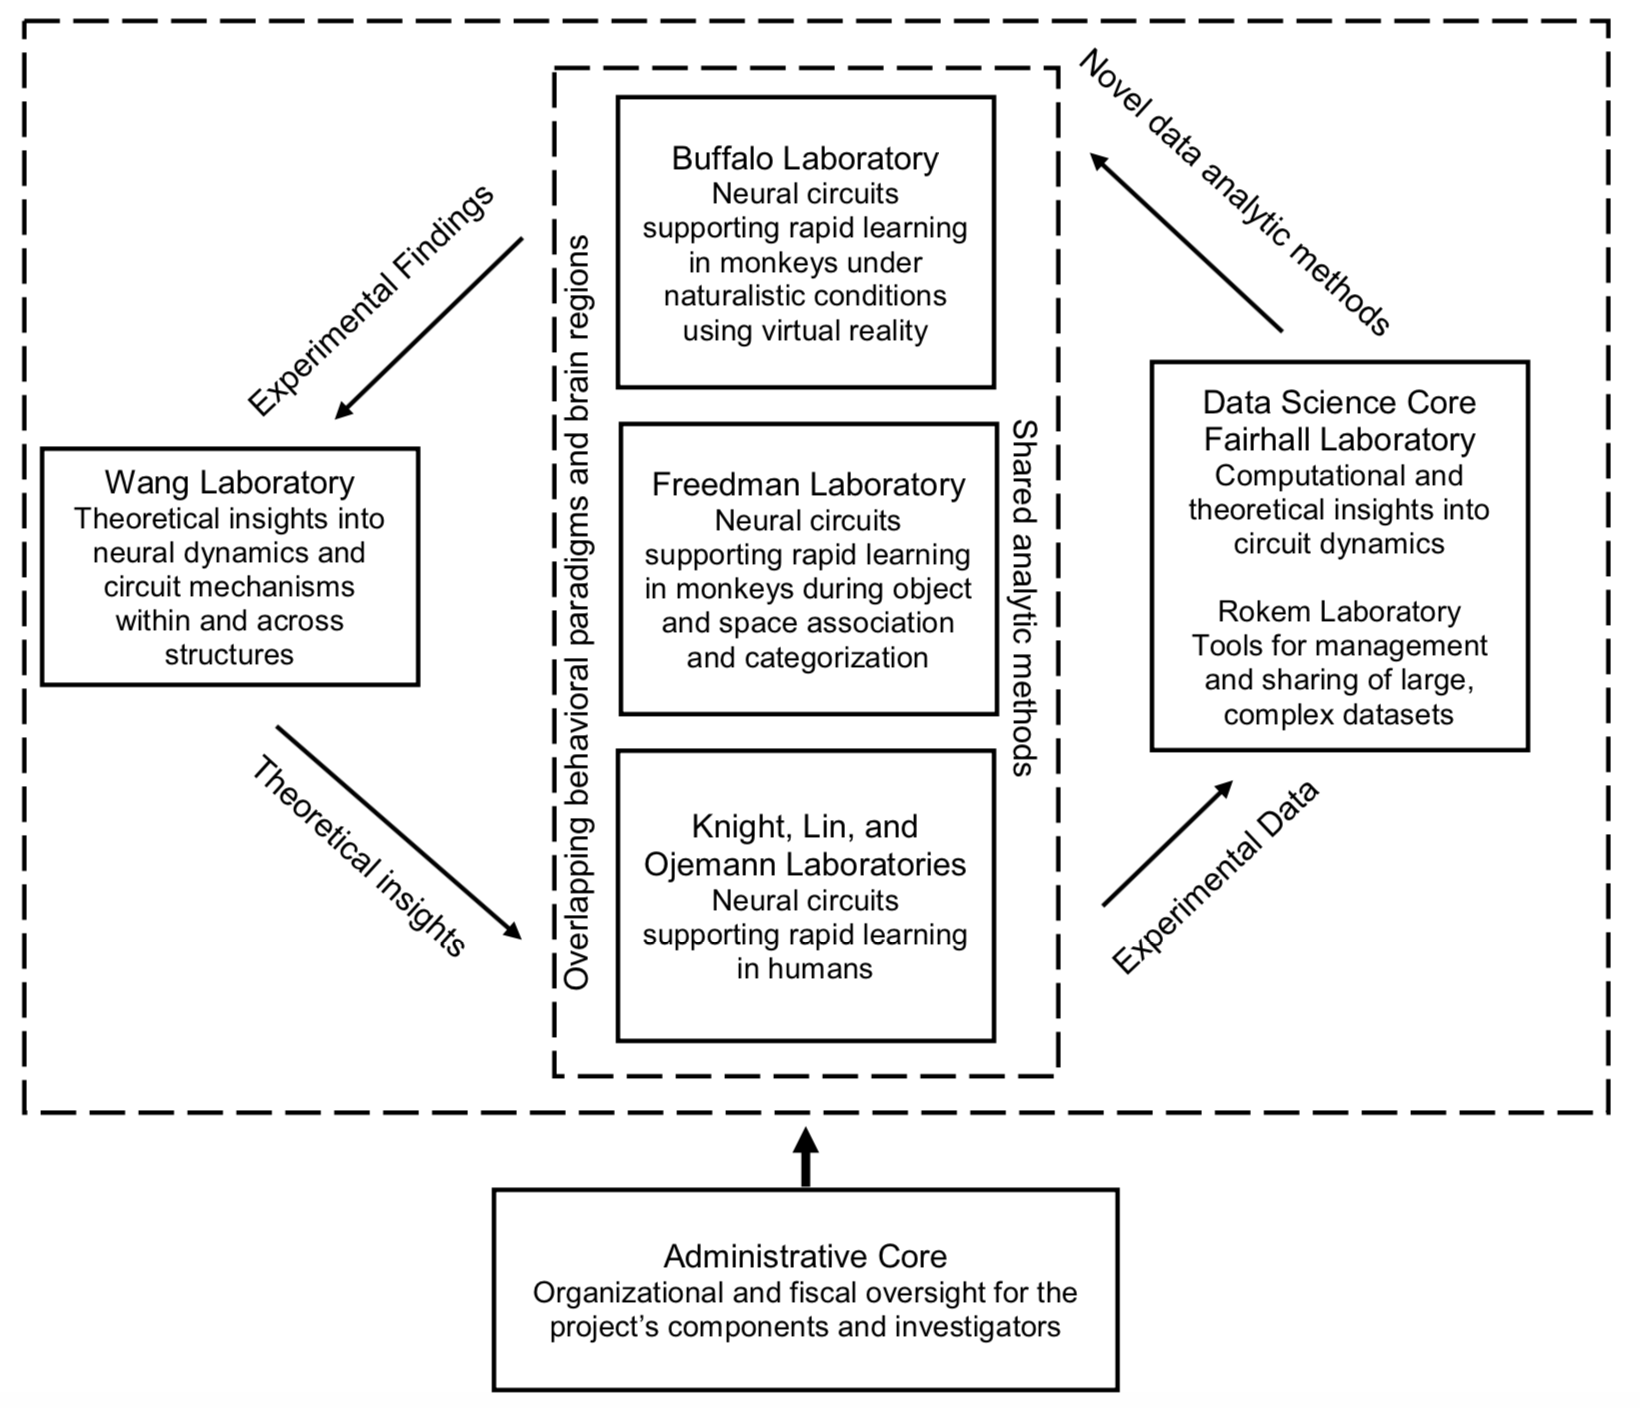 Novel data analytic methods
Experimental Findings
Buffalo Laboratory
Neural circuits
supporting rapid learning
in monkeys under
naturalistic conditions
using virtual reality
Overlapping behavioral paradigms and brain regions
Shared analytic methods
Wang Laboratory
Theoretical insights into
neural dynamics and
circuit mechanisms
within and across
structures
Freedman Laboratory
Neural circuits
supporting rapid learning
in monkeys during object
and space association
and categorization
Data Science Core
Fairhall Laboratory
Computational and
theoretical insights into
circuit dynamics
Rokem Laboratory
Tools for management
and sharing of large,
complex datasets
Theoretical insights
Knight, Lin, and
Ojemann Laboratories
Neural circuits
supporting rapid learning
in humans
Experimental Data
Administrative Core
Organizational and fiscal oversight for the
project’s components and investigators